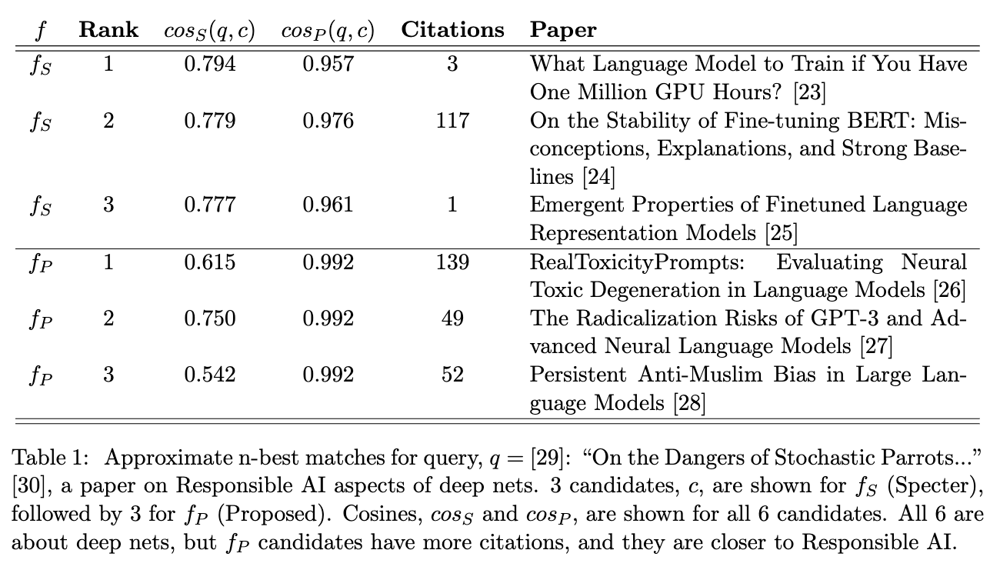 f Rank cos_S(q, c) cos_P(q, c) Citations Paper
f_S 1 0.794 0.957 3 What Language Model to Train if You Have
One Million GPU Hours? [23]
f_S 2 0.779 0.976 117 On the Stability of Fine-tuning BERT: Mis-
conceptions, Explanations, and Strong Base-
lines [24]
f_S 3 0.777 0.961 1 Emergent Properties of Finetuned Language
Representation Models [25]
f_P 1 0.615 0.992 139 RealToxicityPrompts: Evaluating Neural
Toxic Degeneration in Language Models [26]
f_P 2 0.750 0.992 49 The Radicalization Risks of GPT-3 and Ad-
vanced Neural Language Models [27]
f_P 3 0.542 0.992 52 Persistent Anti-Muslim Bias in Large Lan-
guage Models [28]
Table 1: Approximate n-best matches for query, q = [29]: “On the Dangers of Stochastic Parrots...”
[30], a paper on Responsible AI aspects of deep nets. 3 candidates, c, are shown for f_S (Specter),
followed by 3 for f_P (Proposed). Cosines, cos_S and cos_P, are shown for all 6 candidates. All 6 are
about deep nets, but f_P candidates have more citations, and they are closer to Responsible AI.